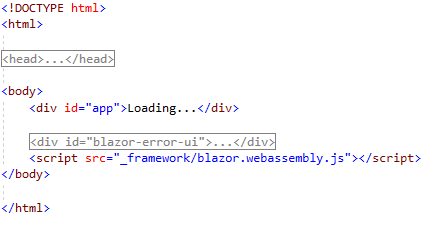 <!DOCTYPE html>
<html>
<head>...</head>
<body>
<div id="app">Loading...</div>
<div id="blazor-error-ui">...</div>
<script src="_framework/blazor.webassembly.js"></script>
</body>
</html>